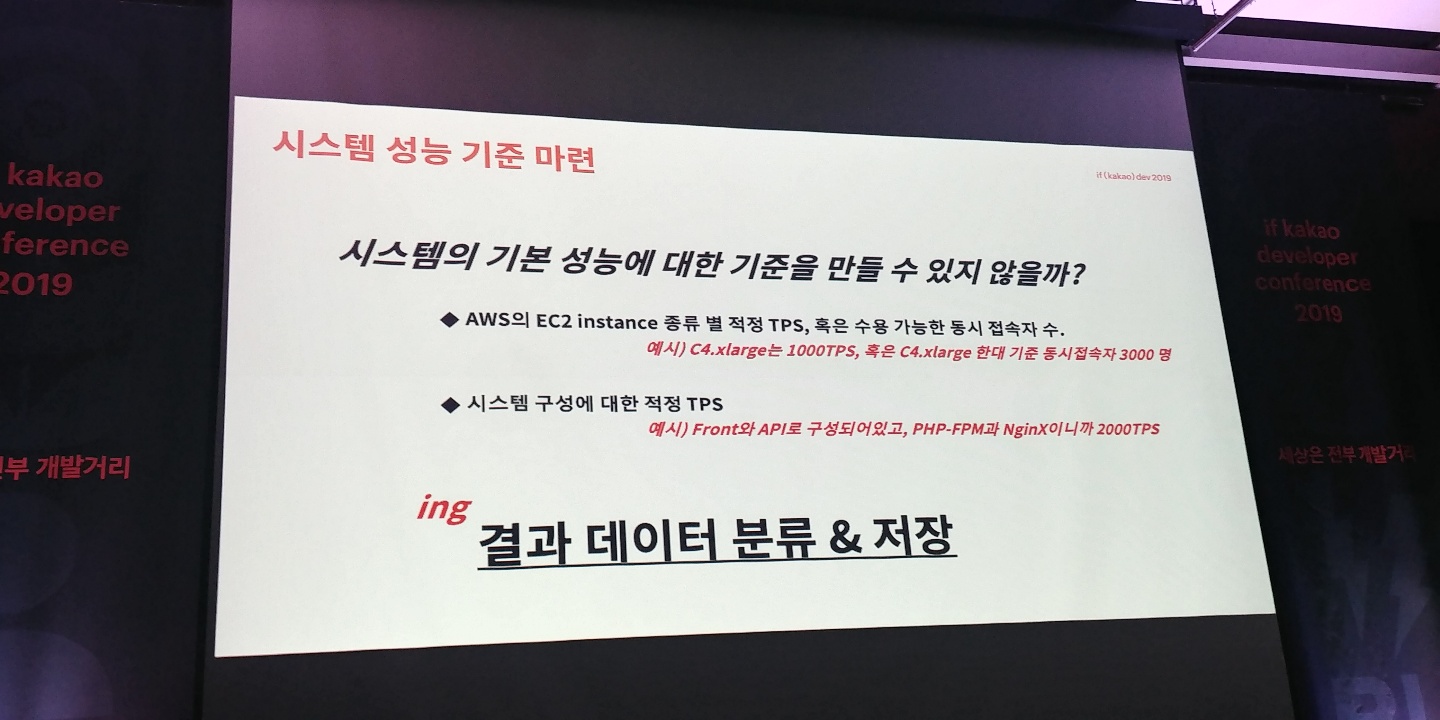 시스템 성능 기준 마련
if(kakao)dev2019
시스템의 기본 성능에 대한 기준을 만들 수 있지 않을까?
◆ AWS의 EC2 instance 종류 별 적정 TPS, 혹은 수용 가능한 동시 접속자 수.
예시) C4.xlarge는 1000TPS, 혹은 C4.xlarge 한대 기준 동시접속자 3000 명
◆ 시스템 구성에 대한 적정 TPS
예시) Front와 API로 구성되어있고, PHP-FPM과 NginX이니까 2000TPS
ing
결과 데이터 분류 & 저장
kakao
veloper
ference
2019
부 개발거리
if kakao
developer
conference
2019
세상은 전부 개발거리